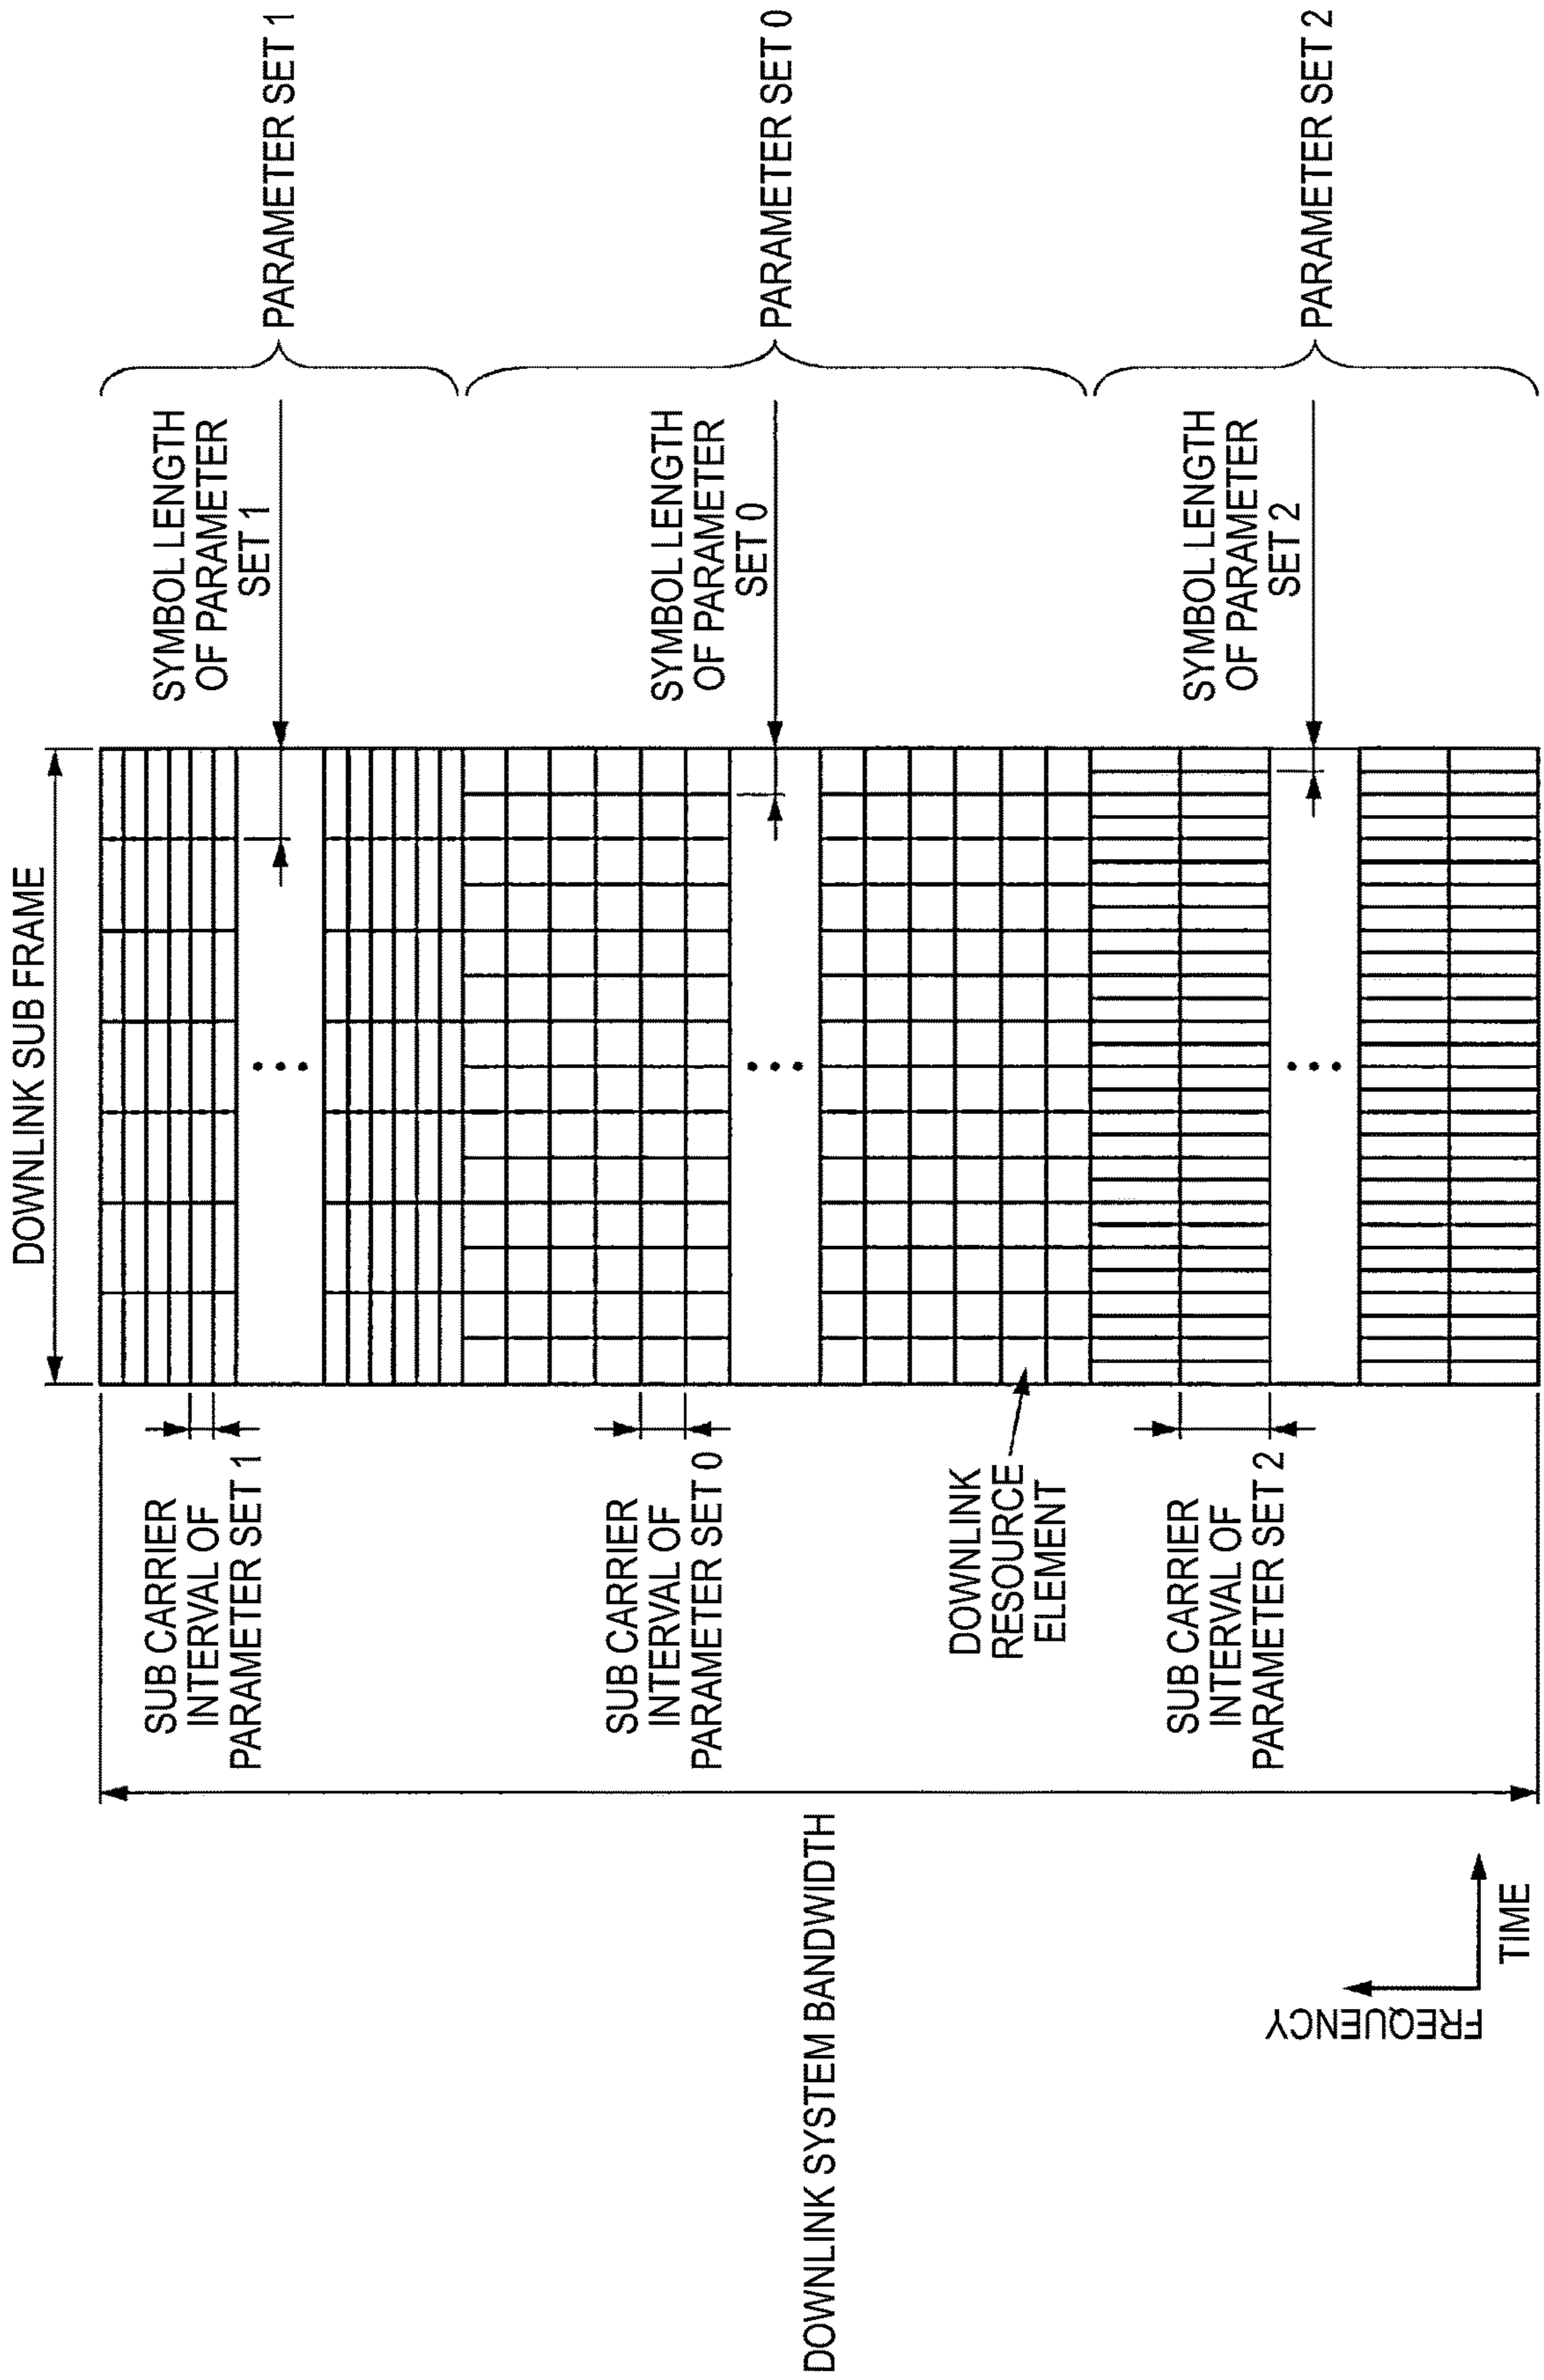 DOWNLINK SUB FRAME
SYMBOL LENGTH
OF PARAMETER
SET 1
PARAMETER SET 1
SUB CARRIER
INTERVAL OF
PARAMETER SET 1
SYMBOL LENGTH
OF PARAMETER
SET 0
PARAMETER SET 0
SUB CARRIER
INTERVAL OF
PARAMETER SET 0
DOWNLINK
RESOURCE
ELEMENT
SYMBOL LENGTH
OF PARAMETER
SET 2
PARAMETER SET 2
SUB CARRIER
INTERVAL OF
PARAMETER SET 2
DOWNLINK SYSTEM BANDWIDTH
FREQUENCY
TIME